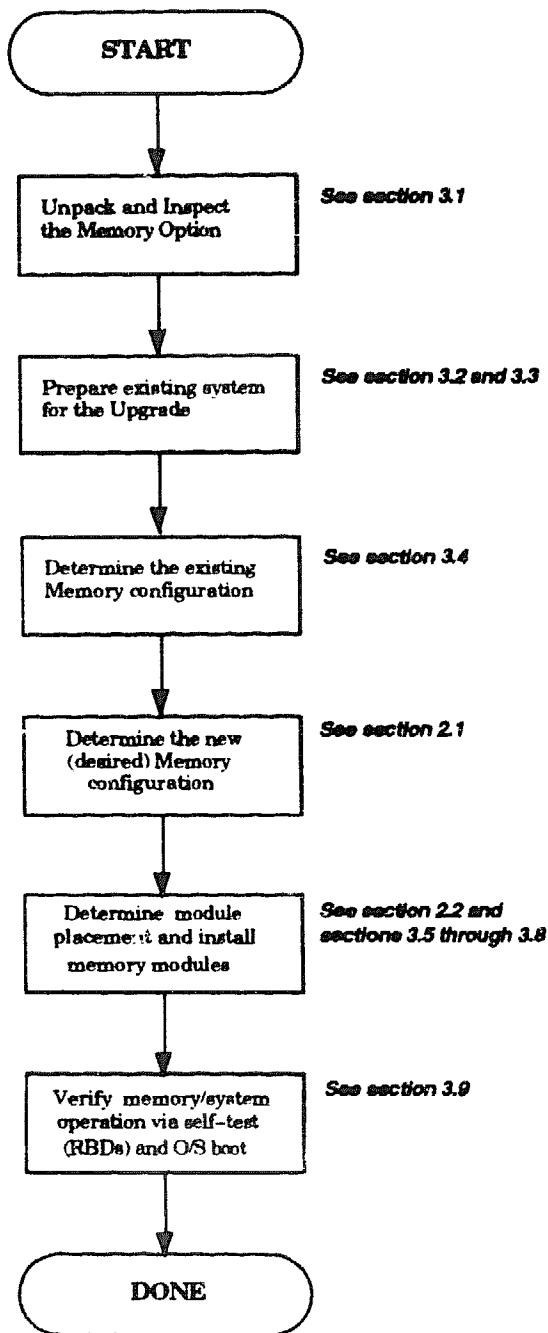 START
Unpack and Inspect
the Memory Option
See section 3.1
Prepare existing system
for the Upgrade
See section 3.2 and 3.3
Determine the existing
Memory configuration
See section 3.4
Determine the new
(desired) Memory
configuration
See section 2.1
Determine module
placement and install
memory modules
See section 2.2 and
sections 3.5 through 3.8
Verify memory/system
operation via self-test
(RBDs) and O/S boot
See section 3.9
DONE